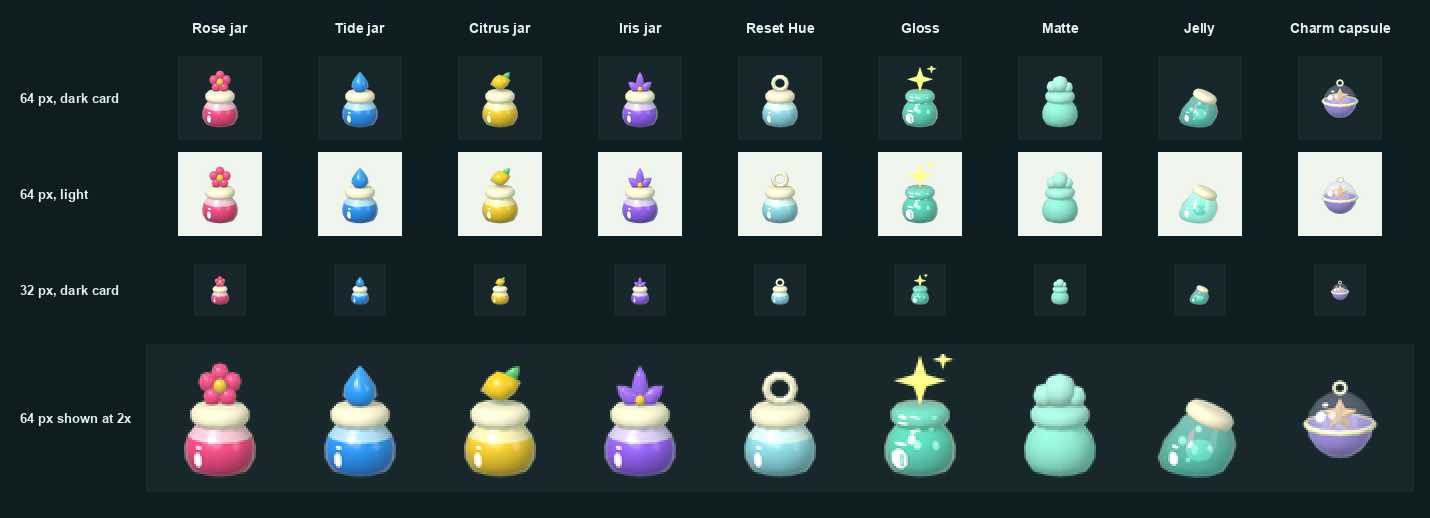 Rose jar
Tide jar
Citrus jar
Iris jar
Reset Hue
Gloss
Matte
Jelly
Charm capsule
64 px, dark card
64 px, light
32 px, dark card
64 px shown at 2x